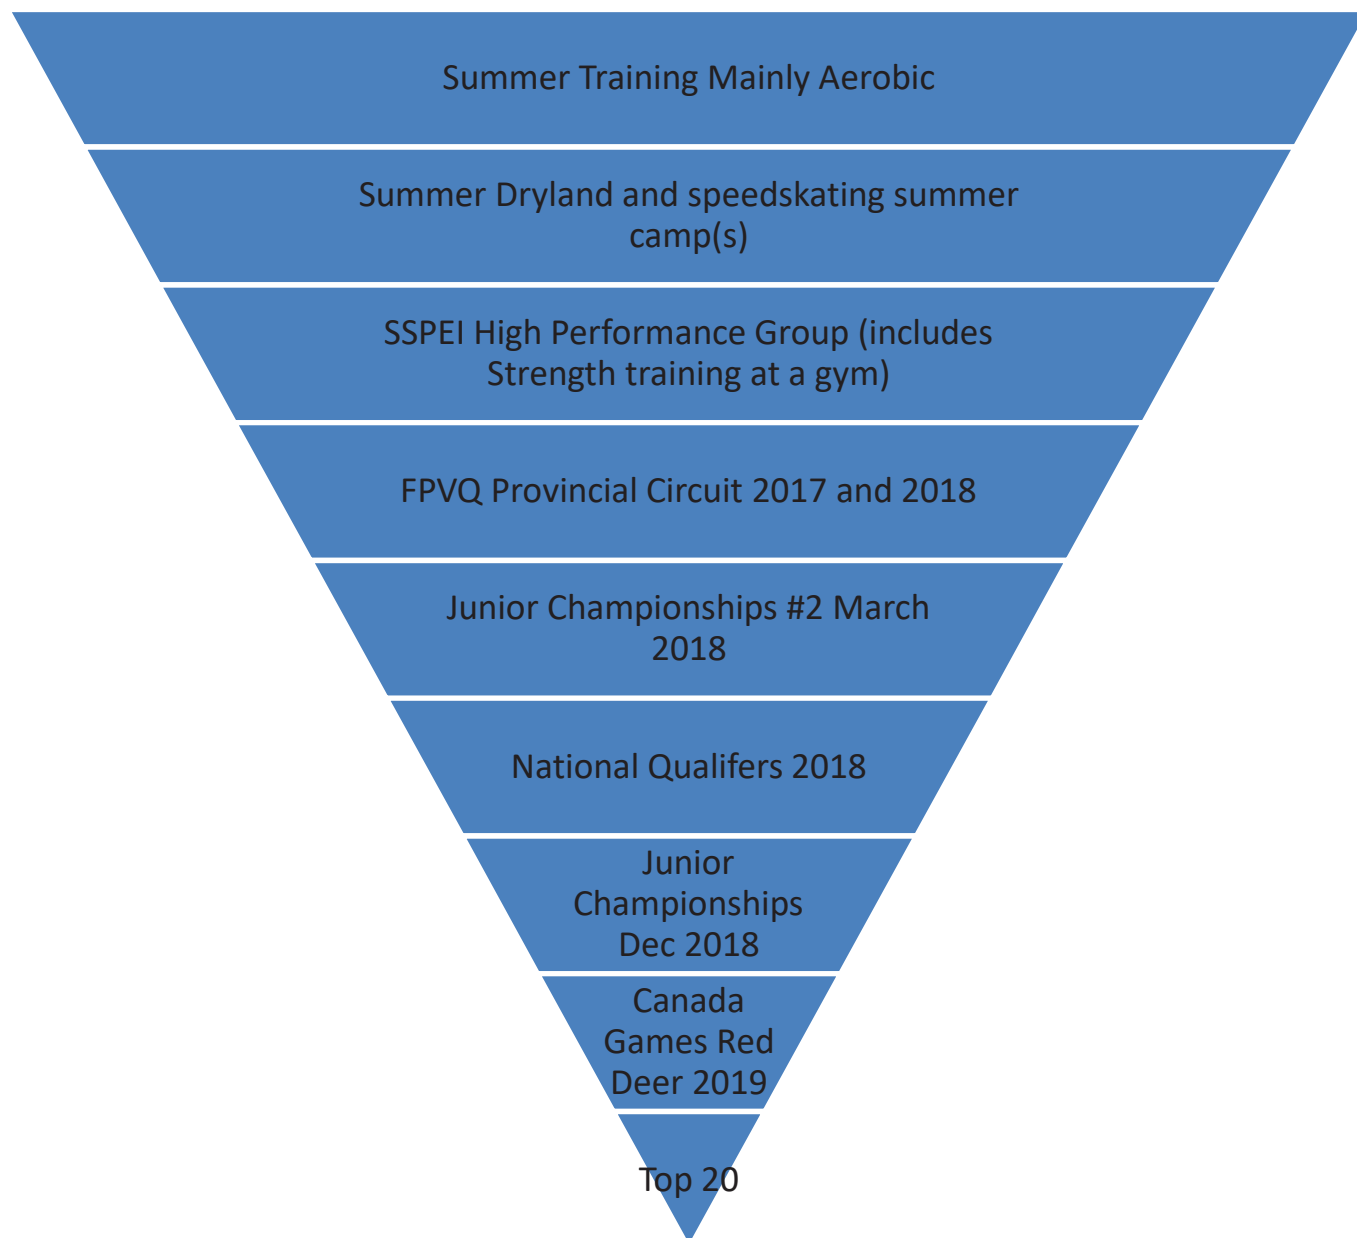 Summer Training Mainly Aerobic
Summer Dryland and speedskating summer
camp(s)
SSPEI High Performance Group (includes
Strength training at a gym)
FPVQ Provincial Circuit 2017 and 2018
Junior Championships #2 March
2018
National Qualifers 2018
Junior
Championships
Dec 2018
Canada
Games Red
Deer 2019
Top 20